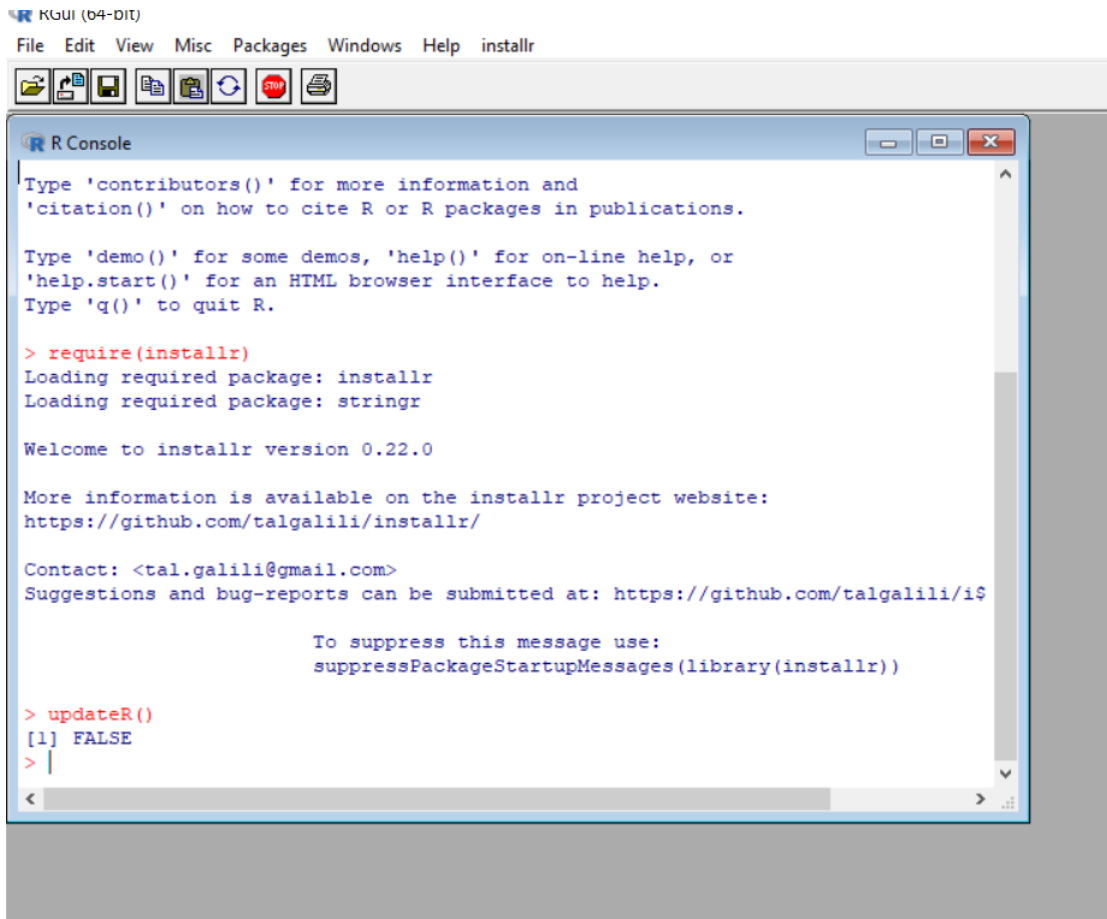 RGui (64-bit)
File Edit View Misc Packages Windows Help installr
STOP
R Console
Type 'contributors()' for more information and
'citation()' on how to cite R or R packages in publications.
Type 'demo()' for some demos, 'help()' for on-line help, or
'help.start()' for an HTML browser interface to help.
Type 'q()' to quit R.
> require(installr)
Loading required package: installr
Loading required package: stringr
Welcome to installr version 0.22.0
More information is available on the installr project website:
https://github.com/talgalili/installr/
Contact: <tal.galili@gmail.com>
Suggestions and bug-reports can be submitted at: https://github.com/talgalili/i$
To suppress this message use:
suppressPackageStartupMessages(library(installr))
> updateR()
[1] FALSE
>